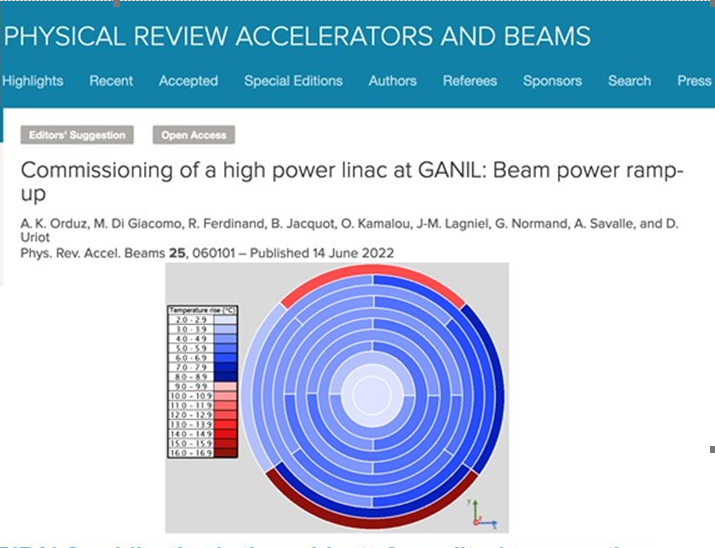 PHYSICAL REVIEW ACCELERATORS AND BEAMS
Highlights Recent Accepted Special Editions Authors Referees Sponsors Search Press
Editors' Suggestion Open Access
Commissioning of a high power linac at GANIL: Beam power ramp-
up
A. K. Orduz, M. Di Giacomo, R. Ferdinand, B. Jacquot, O. Kamalou, J-M. Lagniel, G. Normand, A. Savalle, and D.
Uriot
Phys. Rev. Accel. Beams 25, 060101 – Published 14 June 2022
Temperature rise (°C)
2.0 - 2.9
3.0 - 3.9
4.0 - 4.9
5.0 - 5.9
6.0 - 6.9
7.0 - 7.9
8.0 - 8.9
9.0 - 9.9
10.0 - 10.9
11.0 - 11.9
12.0 - 12.9
13.0 - 13.9
14.0 - 14.9
15.0 - 15.9
16.0 - 16.9
Y
Z X